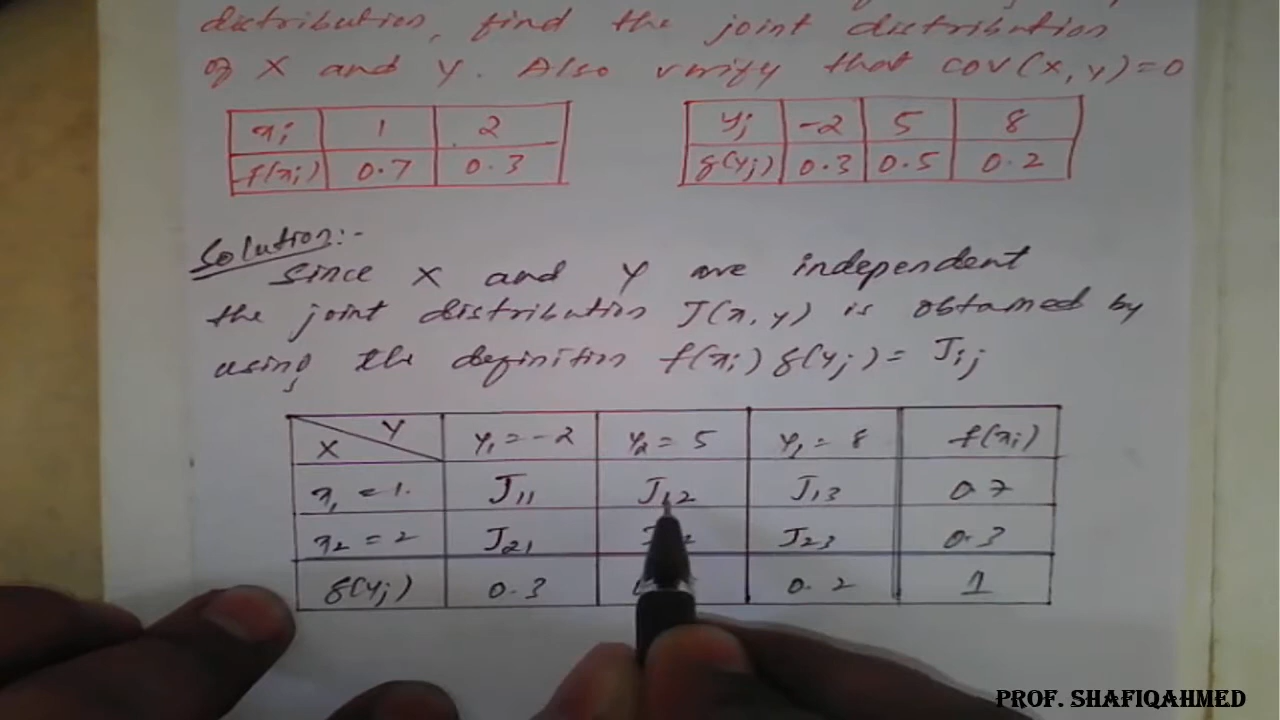 distribution, find the joint distribution
of X and Y. Also verify that COV(X,Y)=0
xi 1 2
f(xi) 0.7 0.3
yj -2 5 8
g(yj) 0.3 0.5 0.2
Solution:-
Since X and Y are independent
the joint distribution J(x,y) is obtained by
using the definition f(xi) g(yj) = Jij
X Y y1 = -2 y2 = 5 = 8 f(xi)
x1 = 1. J11 J12 J13 0.7
x2 = 2 J21 J23 0.3
g(yj) 0.3 0.2 1
PROF. SHAFIQAHMED